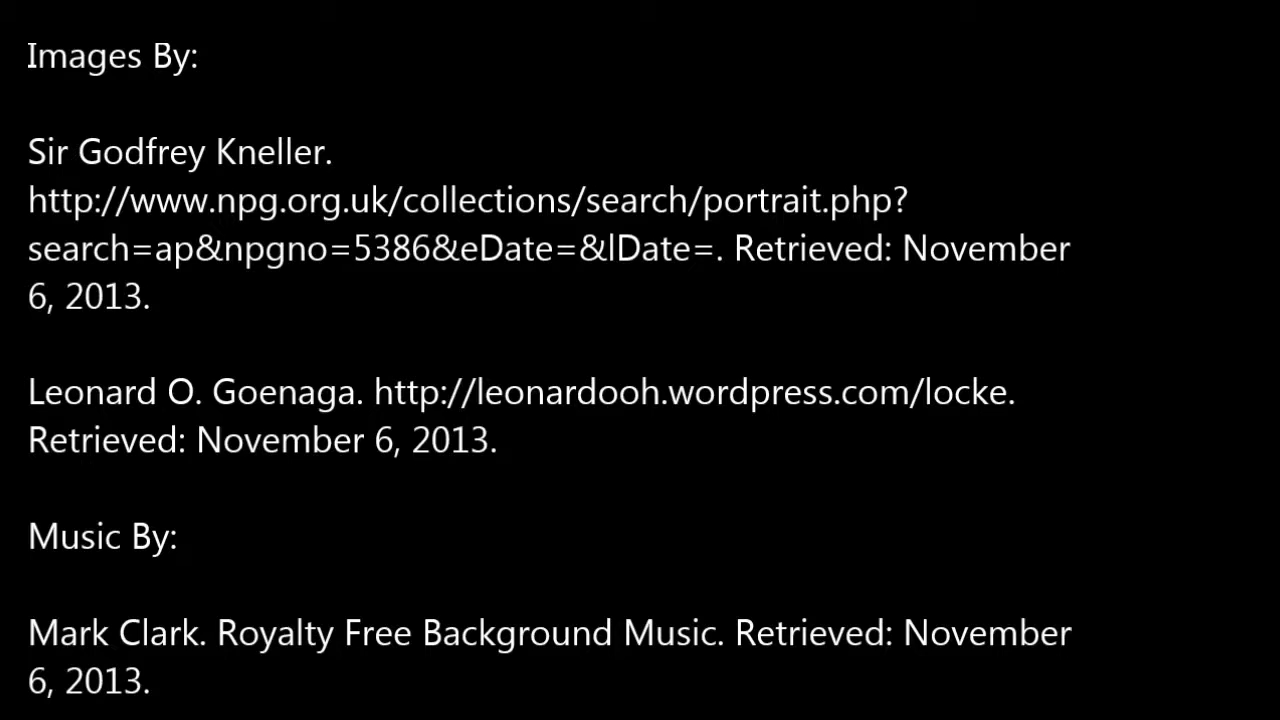 Images By:
Sir Godfrey Kneller.
http://www.npg.org.uk/collections/search/portrait.php?
search=ap&npgno=5386&eDate=&lDate=. Retrieved: November
6, 2013.
Leonard O. Goenaga. http://leonardooh.wordpress.com/locke.
Retrieved: November 6, 2013.
Music By:
Mark Clark. Royalty Free Background Music. Retrieved: November
6, 2013.